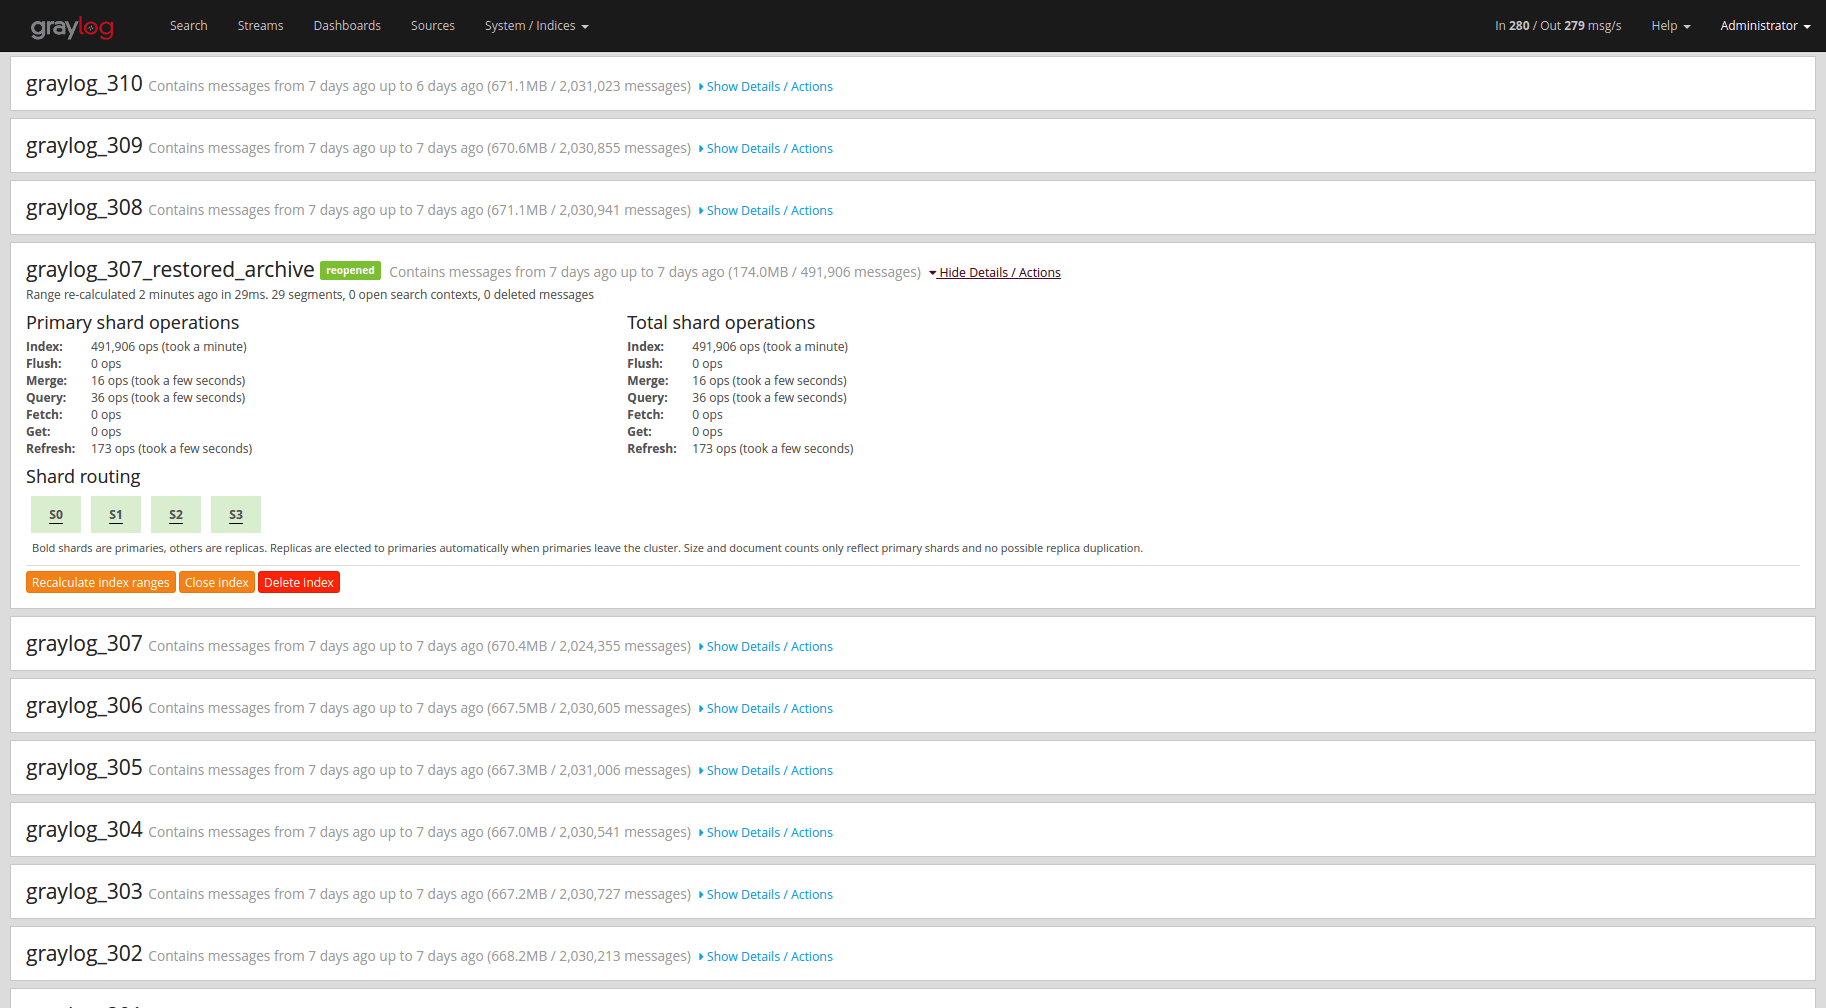 graylog Search Streams Dashboards Sources System / Indices In 280 / Out 279 msg/s Help Administrator
graylog_310 Contains messages from 7 days ago up to 6 days ago (671.1MB / 2,031,023 messages) Show Details / Actions
graylog_309 Contains messages from 7 days ago up to 7 days ago (670.6MB / 2,030,855 messages) Show Details / Actions
graylog_308 Contains messages from 7 days ago up to 7 days ago (671.1MB / 2,030,941 messages) Show Details / Actions
graylog_307_restored_archive reopened Contains messages from 7 days ago up to 7 days ago (174.0MB / 491,906 messages) Hide Details / Actions
Range re-calculated 2 minutes ago in 29ms. 29 segments, 0 open search contexts, 0 deleted messages
Primary shard operations
Index: 491,906 ops (took a minute)
Flush: 0 ops
Merge: 16 ops (took a few seconds)
Query: 36 ops (took a few seconds)
Fetch: 0 ops
Get: 0 ops
Refresh: 173 ops (took a few seconds)
Total shard operations
Index: 491,906 ops (took a minute)
Flush: 0 ops
Merge: 16 ops (took a few seconds)
Query: 36 ops (took a few seconds)
Fetch: 0 ops
Get: 0 ops
Refresh: 173 ops (took a few seconds)
Shard routing
S0 S1 S2 S3
Bold shards are primaries, others are replicas. Replicas are elected to primaries automatically when primaries leave the cluster. Size and document counts only reflect primary shards and no possible replica duplication.
Recalculate index ranges Close index Delete index
graylog_307 Contains messages from 7 days ago up to 7 days ago (670.4MB / 2,024,355 messages) Show Details / Actions
graylog_306 Contains messages from 7 days ago up to 7 days ago (667.5MB / 2,030,605 messages) Show Details / Actions
graylog_305 Contains messages from 7 days ago up to 7 days ago (667.3MB / 2,031,006 messages) Show Details / Actions
graylog_304 Contains messages from 7 days ago up to 7 days ago (667.0MB / 2,030,541 messages) Show Details / Actions
graylog_303 Contains messages from 7 days ago up to 7 days ago (667.2MB / 2,030,727 messages) Show Details / Actions
graylog_302 Contains messages from 7 days ago up to 7 days ago (668.2MB / 2,030,213 messages) Show Details / Actions